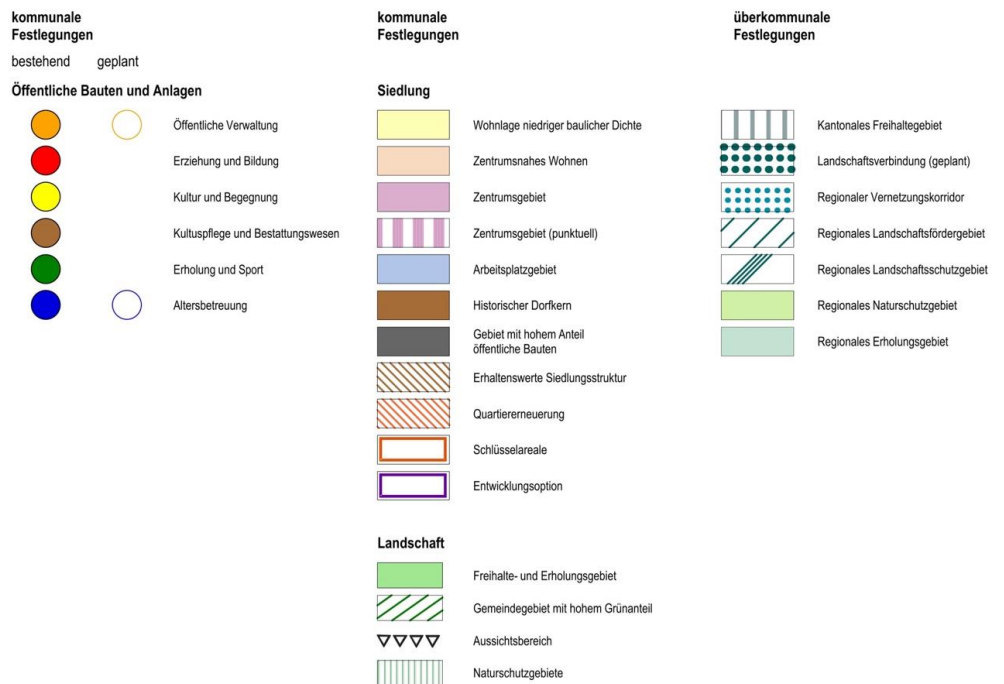 kommunale
Festlegungen
bestehend geplant
Öffentliche Bauten und Anlagen
Öffentliche Verwaltung
Erziehung und Bildung
Kultur und Begegnung
Kultuspflege und Bestattungswesen
Erholung und Sport
Altersbetreuung
kommunale
Festlegungen
Siedlung
Wohnlage niedriger baulicher Dichte
Zentrumsnahes Wohnen
Zentrumsgebiet
Zentrumsgebiet (punktuell)
Arbeitsplatzgebiet
Historischer Dorfkern
Gebiet mit hohem Anteil
öffentliche Bauten
Erhaltenswerte Siedlungsstruktur
Quartiererneuerung
Schlüsselareale
Entwicklungsoption
Landschaft
Freihalte- und Erholungsgebiet
Gemeindegebiet mit hohem Grünanteil
Aussichtsbereich
Naturschutzgebiete
überkommunale
Festlegungen
Kantonales Freihaltegebiet
Landschaftsverbindung (geplant)
Regionaler Vernetzungskorridor
Regionales Landschaftsfördergebiet
Regionales Landschaftsschutzgebiet
Regionales Naturschutzgebiet
Regionales Erholungsgebiet